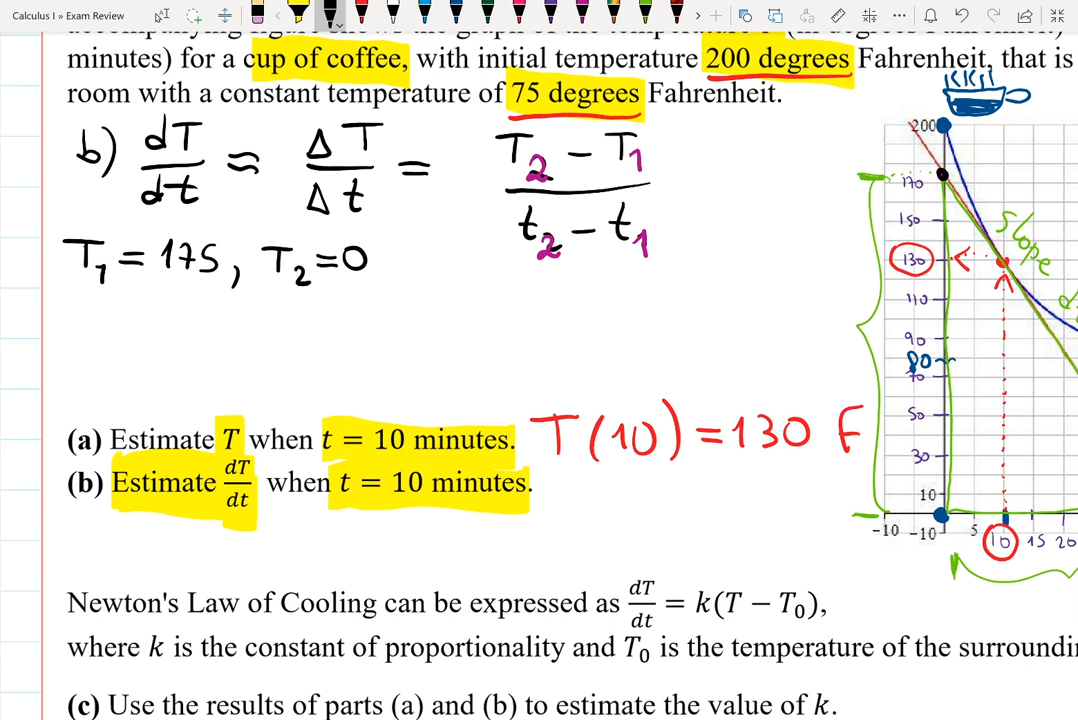 Calculus I » Exam Review
minutes) for a cup of coffee, with initial temperature 200 degrees Fahrenheit, that is
room with a constant temperature of 75 degrees Fahrenheit.
b) dT/dt ≈ ΔT/Δt = T₂ − T₁/t₂ − t₁
T₁ = 175, T₂ = 0
(a) Estimate T when t = 10 minutes. T(10) = 130 F
(b) Estimate dT/dt when t = 10 minutes.
200
170
150
130
110
90
80
70
50
30
10
-10 -10 5 10 15 20
slope
Newton's Law of Cooling can be expressed as dT/dt = k(T − T₀),
where k is the constant of proportionality and T₀ is the temperature of the
(c) Use the results of parts (a) and (b) to estimate the value of k.